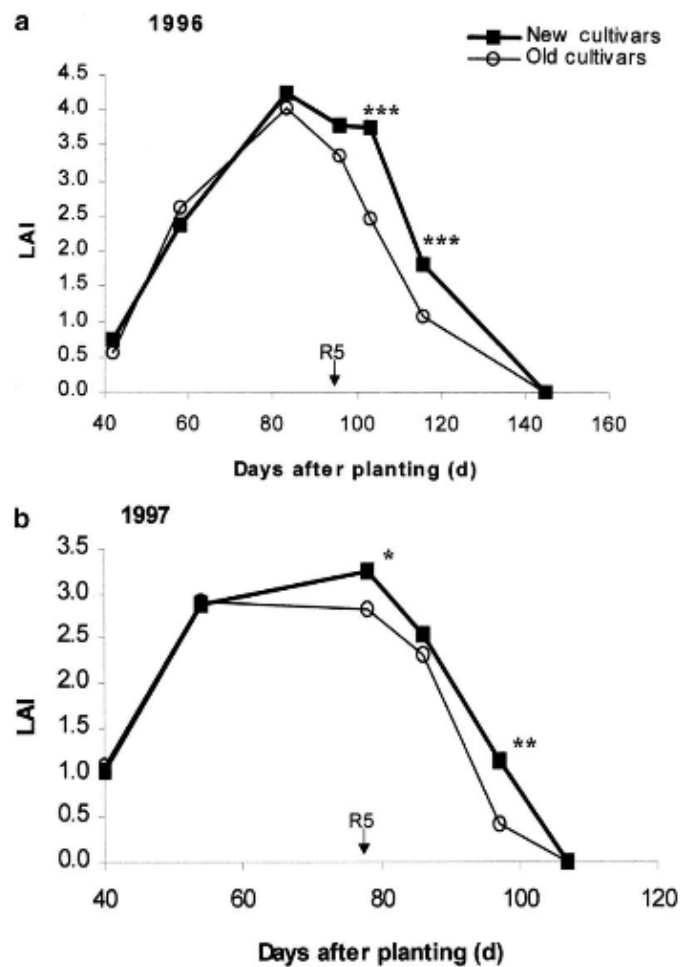 a 1996
New cultivars
Old cultivars
4.5
4.0
3.5
3.0
2.5
2.0
1.5
1.0
0.5
0.0
LAI
***
***
R5
40 60 80 100 120 140 160
Days after planting (d)
b 1997
3.5
3.0
2.5
2.0
1.5
1.0
0.5
0.0
LAI
*
**
R5
40 60 80 100 120
Days after planting (d)